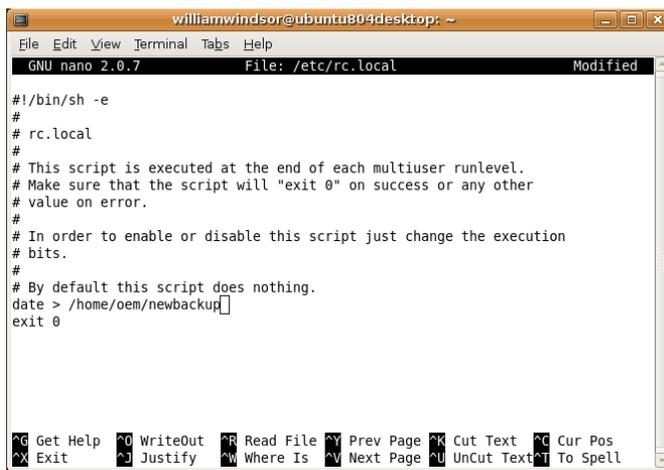 williamwindsor@ubuntu804desktop: ~
File Edit View Terminal Tabs Help
GNU nano 2.0.7 File: /etc/rc.local Modified
#!/bin/sh -e
#
# rc.local
#
# This script is executed at the end of each multiuser runlevel.
# Make sure that the script will "exit 0" on success or any other
# value on error.
#
# In order to enable or disable this script just change the execution
# bits.
#
# By default this script does nothing.
date > /home/oem/newbackup
exit 0
^G Get Help ^O WriteOut ^R Read File ^Y Prev Page ^K Cut Text ^C Cur Pos
^X Exit ^J Justify ^W Where Is ^V Next Page ^U UnCut Text ^T To Spell